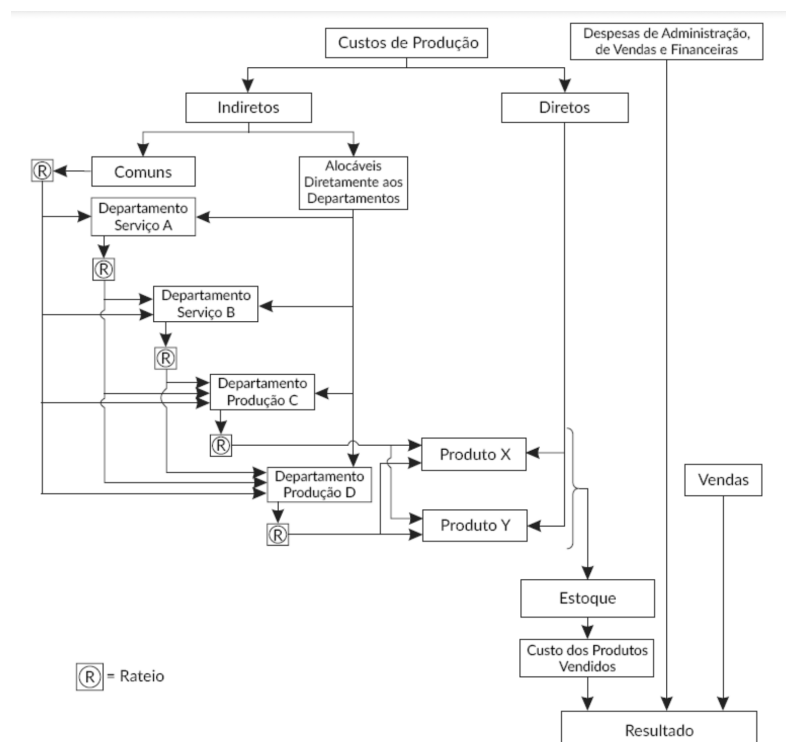 Custos de Produção
Despesas de Administração,
de Vendas e Financeiras
Indiretos
Diretos
R
Comuns
Alocáveis
Diretamente aos
Departamentos
Departamento
Serviço A
R
Departamento
Serviço B
R
Departamento
Produção C
R
Produto X
Departamento
Produção D
Vendas
R
Produto Y
Estoque
Custo dos Produtos
Vendidos
R = Rateio
Resultado